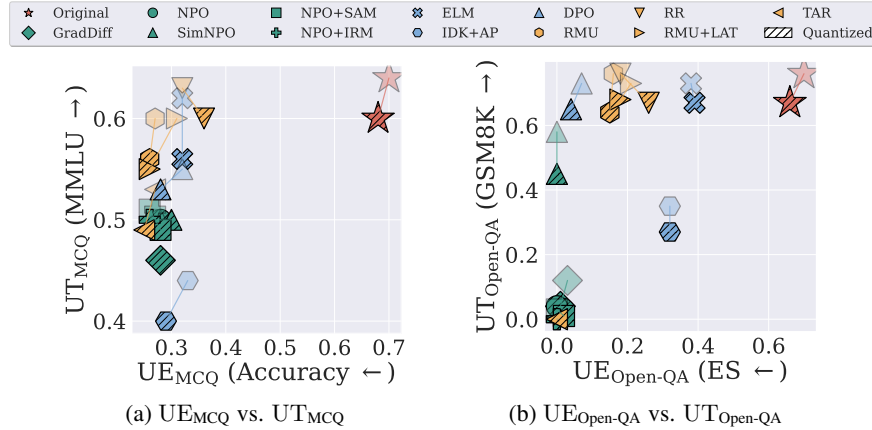 Original NPO NPO+SAM ELM DPO RR TAR
GradDiff SimNPO NPO+IRM IDK+AP RMU RMU+LAT Quantized
UT_MCQ (MMLU →)
0.6
0.5
0.4
0.3 0.4 0.5 0.6 0.7
UE_MCQ (Accuracy ←)
(a) UE_MCQ vs. UT_MCQ
UT_Open-QA (GSM8K →)
0.6
0.4
0.2
0.0
0.0 0.2 0.4 0.6
UE_Open-QA (ES ←)
(b) UE_Open-QA vs. UT_Open-QA